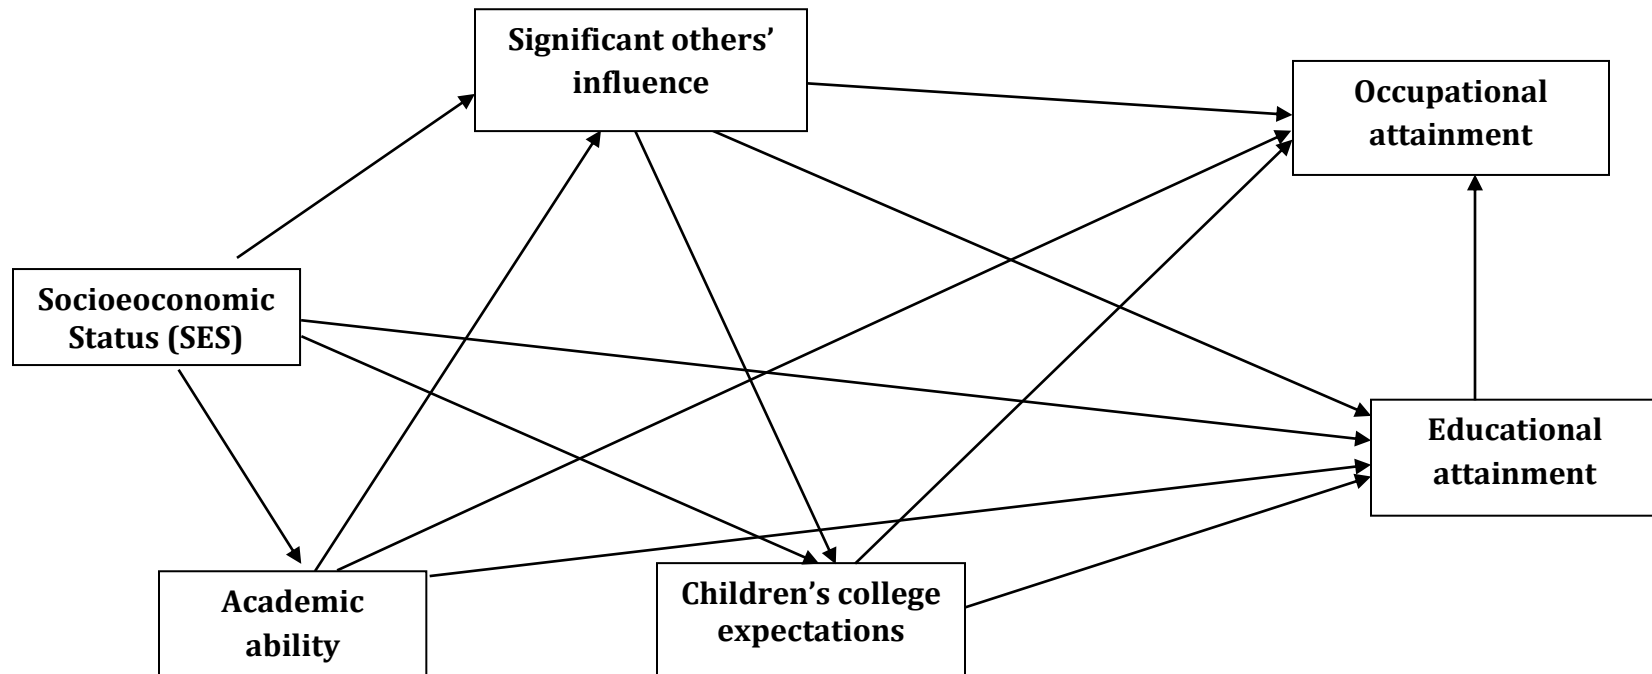 Significant others’
influence
Occupational
attainment
Socioeoconomic
Status (SES)
Educational
attainment
Academic
ability
Children’s college
expectations